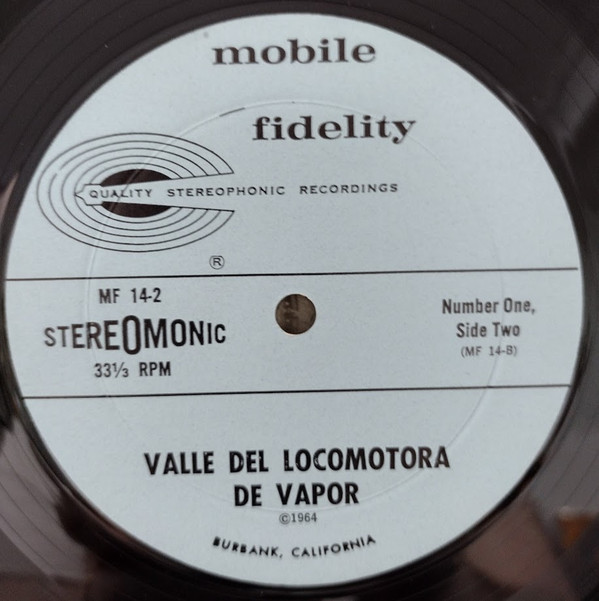 mobile
fidelity
QUALITY STEREOPHONIC RECORDINGS
®
MF 14-2
STEREOMONIC
33⅓ RPM
Number One,
Side Two
(MF 14-B)
VALLE DEL LOCOMOTORA
DE VAPOR
©1964
BURBANK, CALIFORNIA